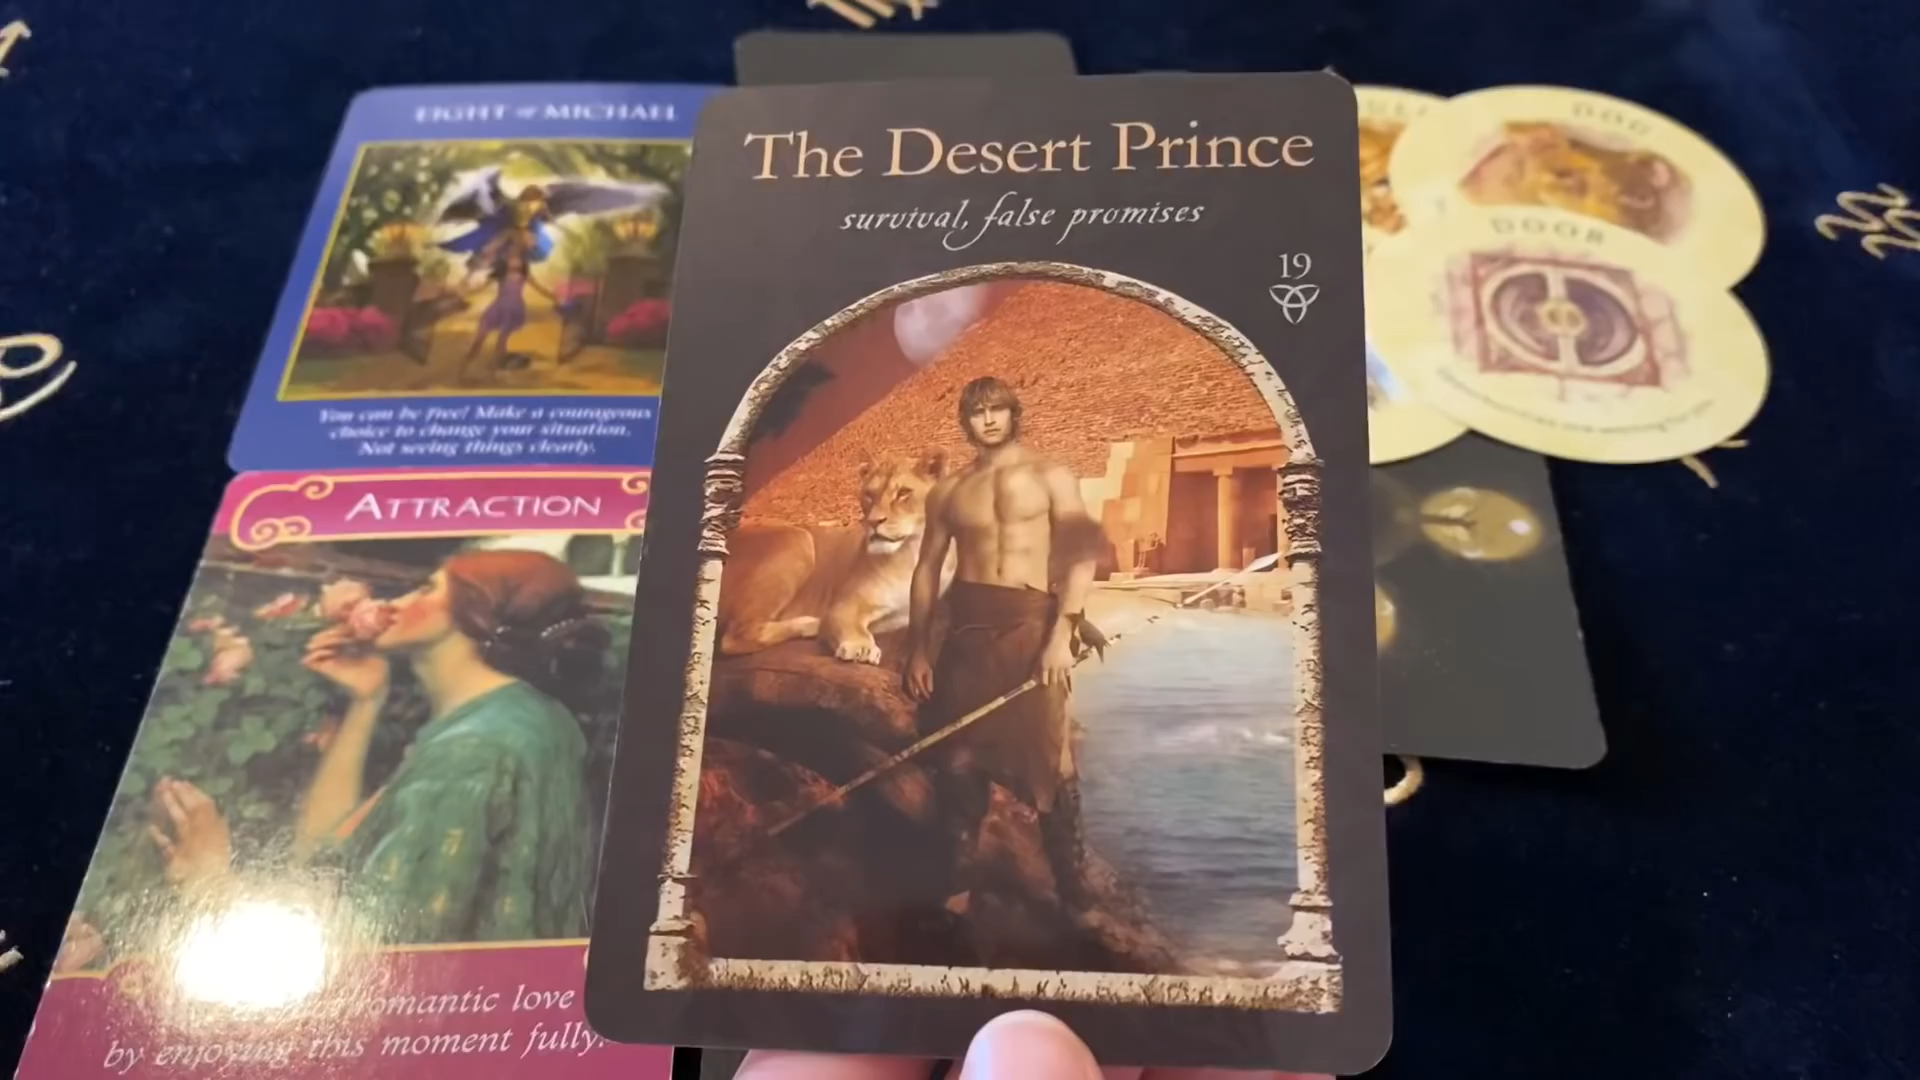 EIGHT of MICHAEL
You can be free! Make a courageous
choice to change your situation.
Not seeing things clearly.
ATTRACTION
romantic love
by enjoying this moment fully.
The Desert Prince
survival, false promises
19
DOG
DOOR